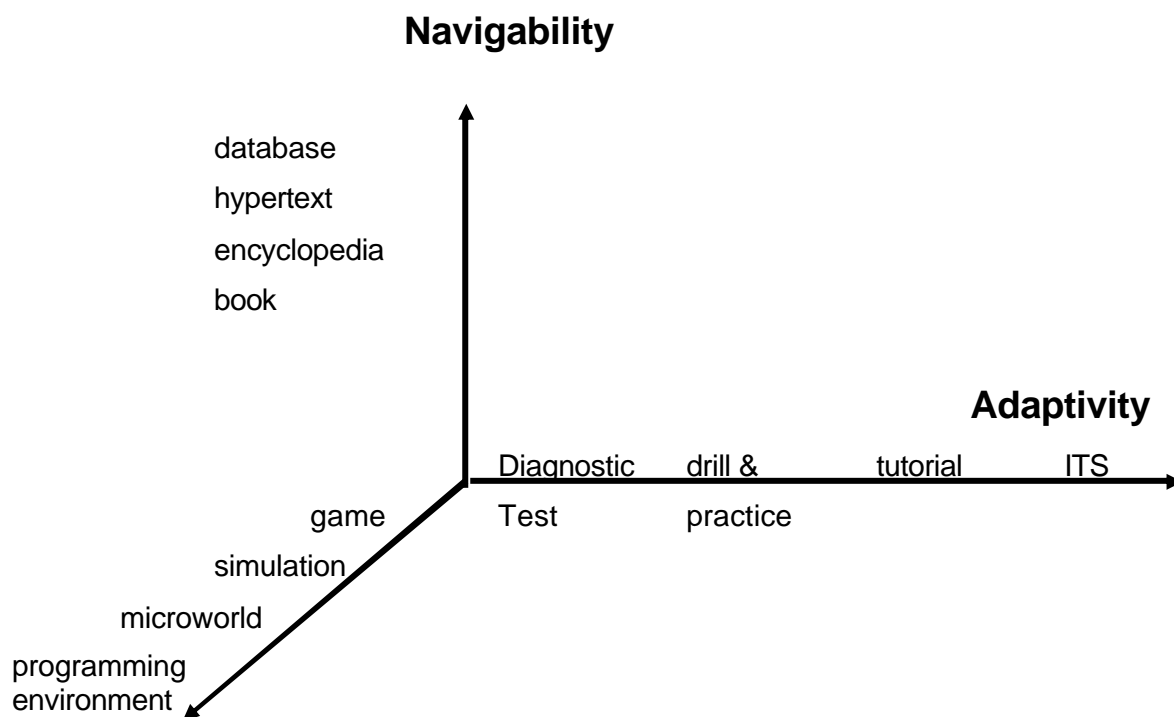 Navigability
database
hypertext
encyclopedia
book
Adaptivity
Diagnostic drill & tutorial ITS
game Test practice
simulation
microworld
programming
environment